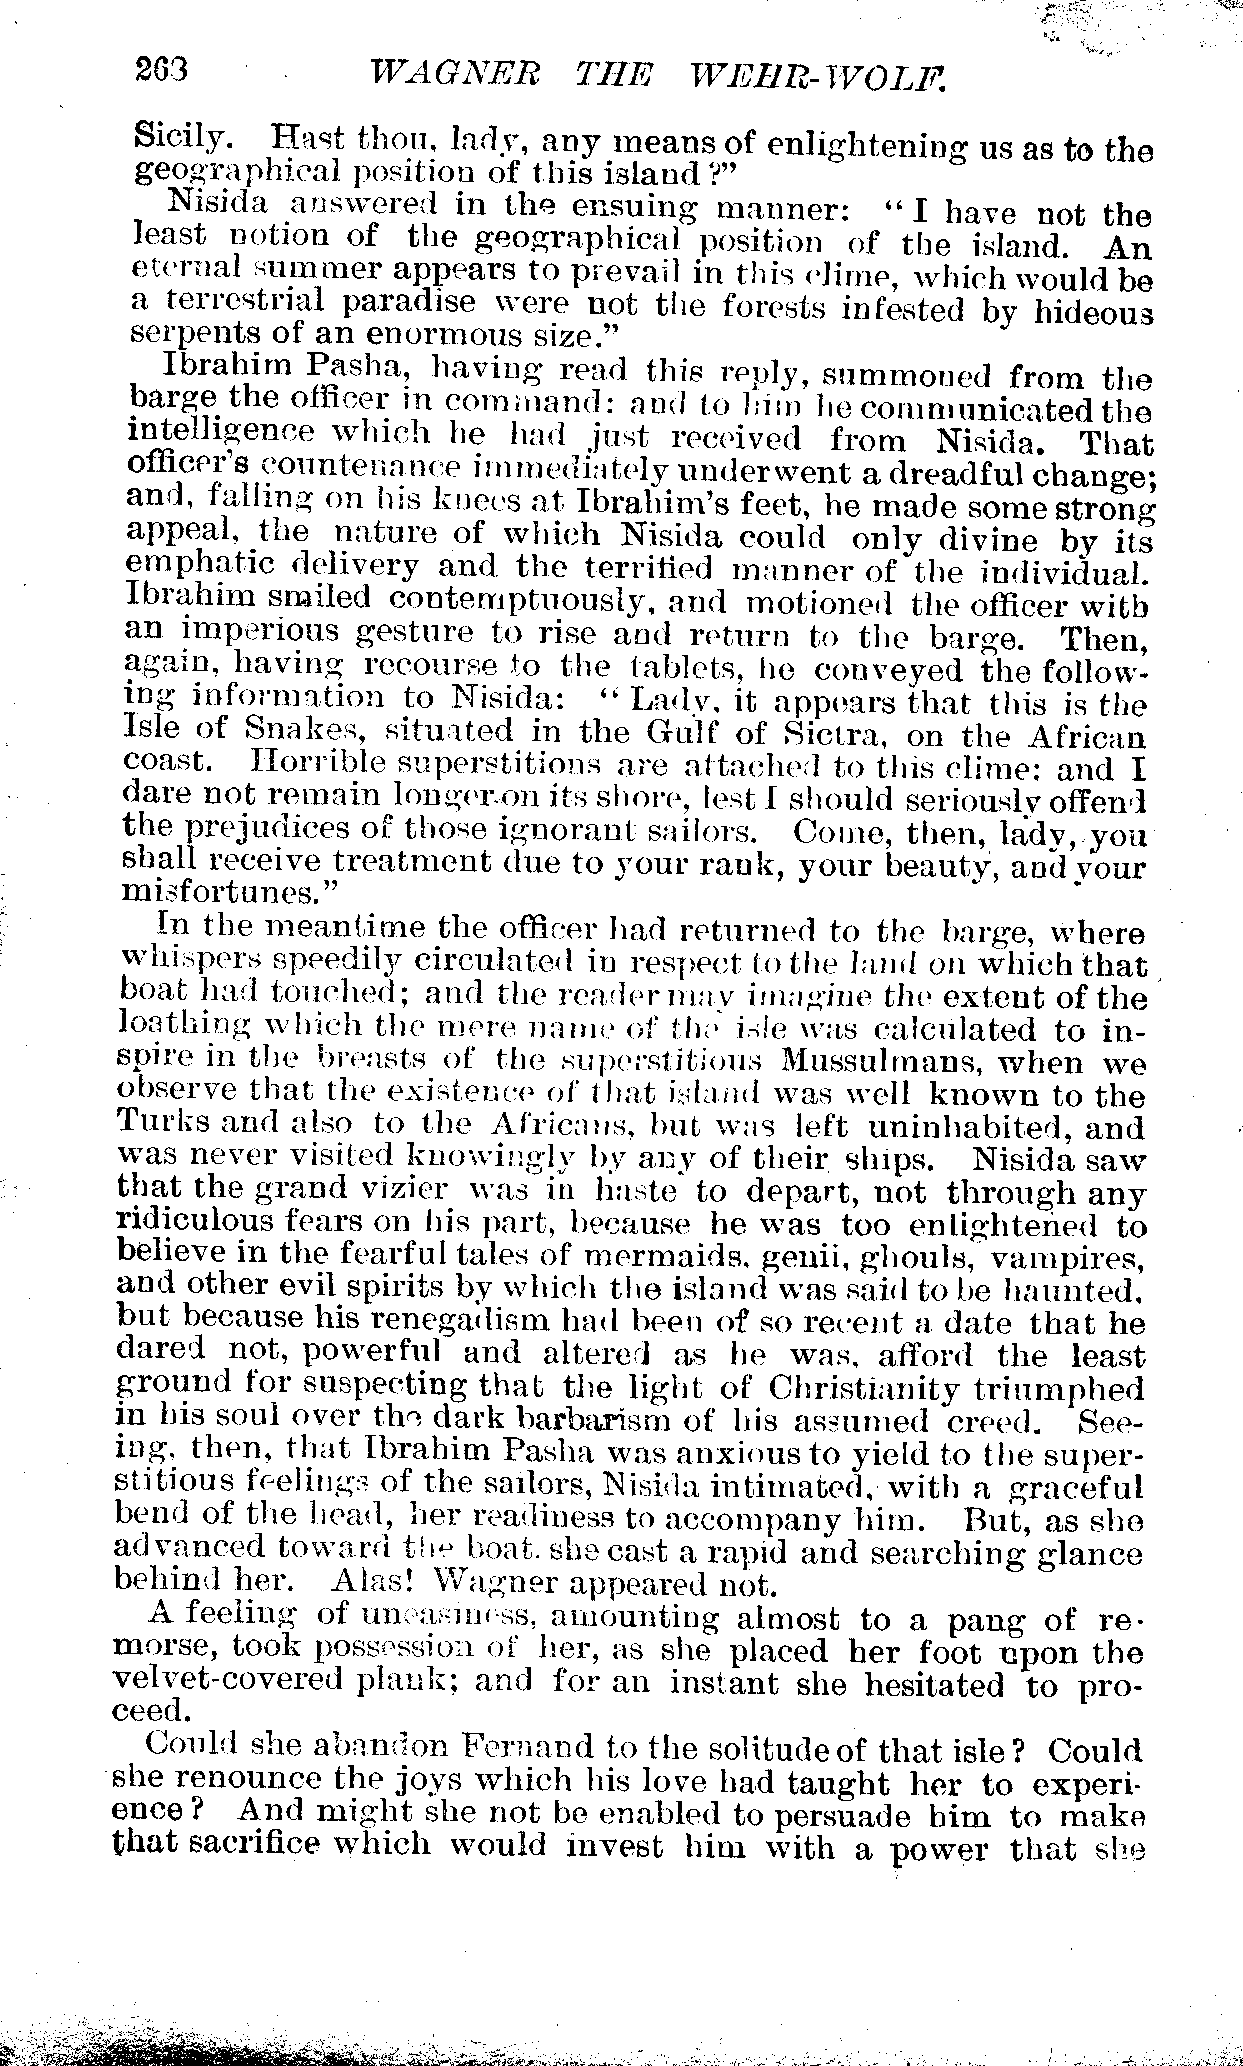 263 WAGNER THE WEHR-WOLF.
Sicily. Hast thou, lady, any means of enlightening us as to the
geographical position of this island?"
Nisida answered in the ensuing manner: "I have not the
least notion of the geographical position of the island. An
eternal summer appears to prevail in this clime, which would be
a terrestrial paradise were not the forests infested by hideous
serpents of an enormous size."
Ibrahim Pasha, having read this reply, summoned from the
barge the officer in command: and to him he communicated the
intelligence which he had just received from Nisida. That
officer's countenance immediately underwent a dreadful change;
and, falling on his knees at Ibrahim's feet, he made some strong
appeal, the nature of which Nisida could only divine by its
emphatic delivery and the terrified manner of the individual.
Ibrahim smiled contemptuously, and motioned the officer with
an imperious gesture to rise and return to the barge. Then,
again, having recourse to the tablets, he conveyed the follow-
ing information to Nisida: "Lady, it appears that this is the
Isle of Snakes, situated in the Gulf of Sictra, on the African
coast. Horrible superstitions are attached to this clime: and I
dare not remain longer on its shore, lest I should seriously offend
the prejudices of those ignorant sailors. Come, then, lady, you
shall receive treatment due to your rank, your beauty, and your
misfortunes."
In the meantime the officer had returned to the barge, where
whispers speedily circulated in respect to the land on which that
boat had touched; and the reader may imagine the extent of the
loathing which the mere name of the isle was calculated to in-
spire in the breasts of the superstitious Mussulmans, when we
observe that the existence of that island was well known to the
Turks and also to the Africans, but was left uninhabited, and
was never visited knowingly by any of their ships. Nisida saw
that the grand vizier was in haste to depart, not through any
ridiculous fears on his part, because he was too enlightened to
believe in the fearful tales of mermaids, genii, ghouls, vampires,
and other evil spirits by which the island was said to be haunted,
but because his renegadism had been of so recent a date that he
dared not, powerful and altered as he was, afford the least
ground for suspecting that the light of Christianity triumphed
in his soul over the dark barbarism of his assumed creed. See-
ing, then, that Ibrahim Pasha was anxious to yield to the super-
stitious feelings of the sailors, Nisida intimated, with a graceful
bend of the head, her readiness to accompany him. But, as she
advanced toward the boat, she cast a rapid and searching glance
behind her. Alas! Wagner appeared not.
A feeling of uneasiness, amounting almost to a pang of re-
morse, took possession of her, as she placed her foot upon the
velvet-covered plank; and for an instant she hesitated to pro-
ceed.
Could she abandon Fernand to the solitude of that isle? Could
she renounce the joys which his love had taught her to experi-
ence? And might she not be enabled to persuade him to make
that sacrifice which would invest him with a power that she